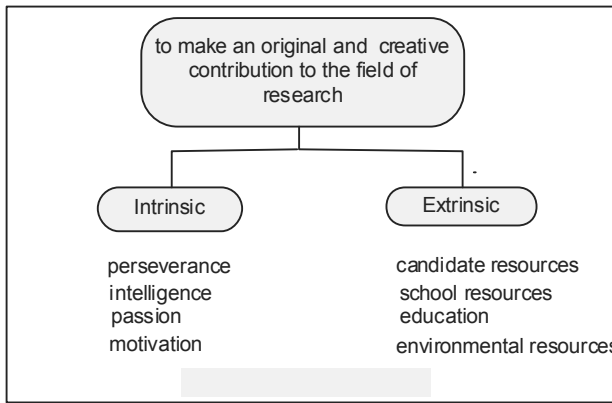 to make an original and creative
contribution to the field of
research
Intrinsic
Extrinsic
perseverance
intelligence
passion
motivation
candidate resources
school resources
education
environmental resources